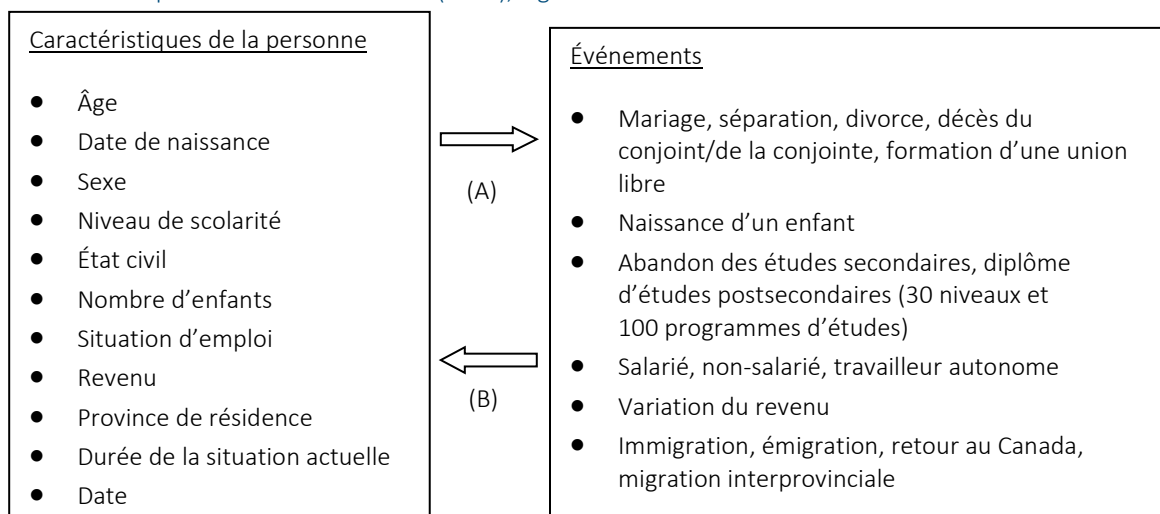 Caractéristiques de la personne
● Âge
● Date de naissance
● Sexe
● Niveau de scolarité
● État civil
● Nombre d’enfants
● Situation d’emploi
● Revenu
● Province de résidence
● Durée de la situation actuelle
● Date
(A)
(B)
Événements
● Mariage, séparation, divorce, décès du
conjoint/de la conjointe, formation d’une union
libre
● Naissance d’un enfant
● Abandon des études secondaires, diplôme
d’études postsecondaires (30 niveaux et
100 programmes d’études)
● Salarié, non-salarié, travailleur autonome
● Variation du revenu
● Immigration, émigration, retour au Canada,
migration interprovinciale